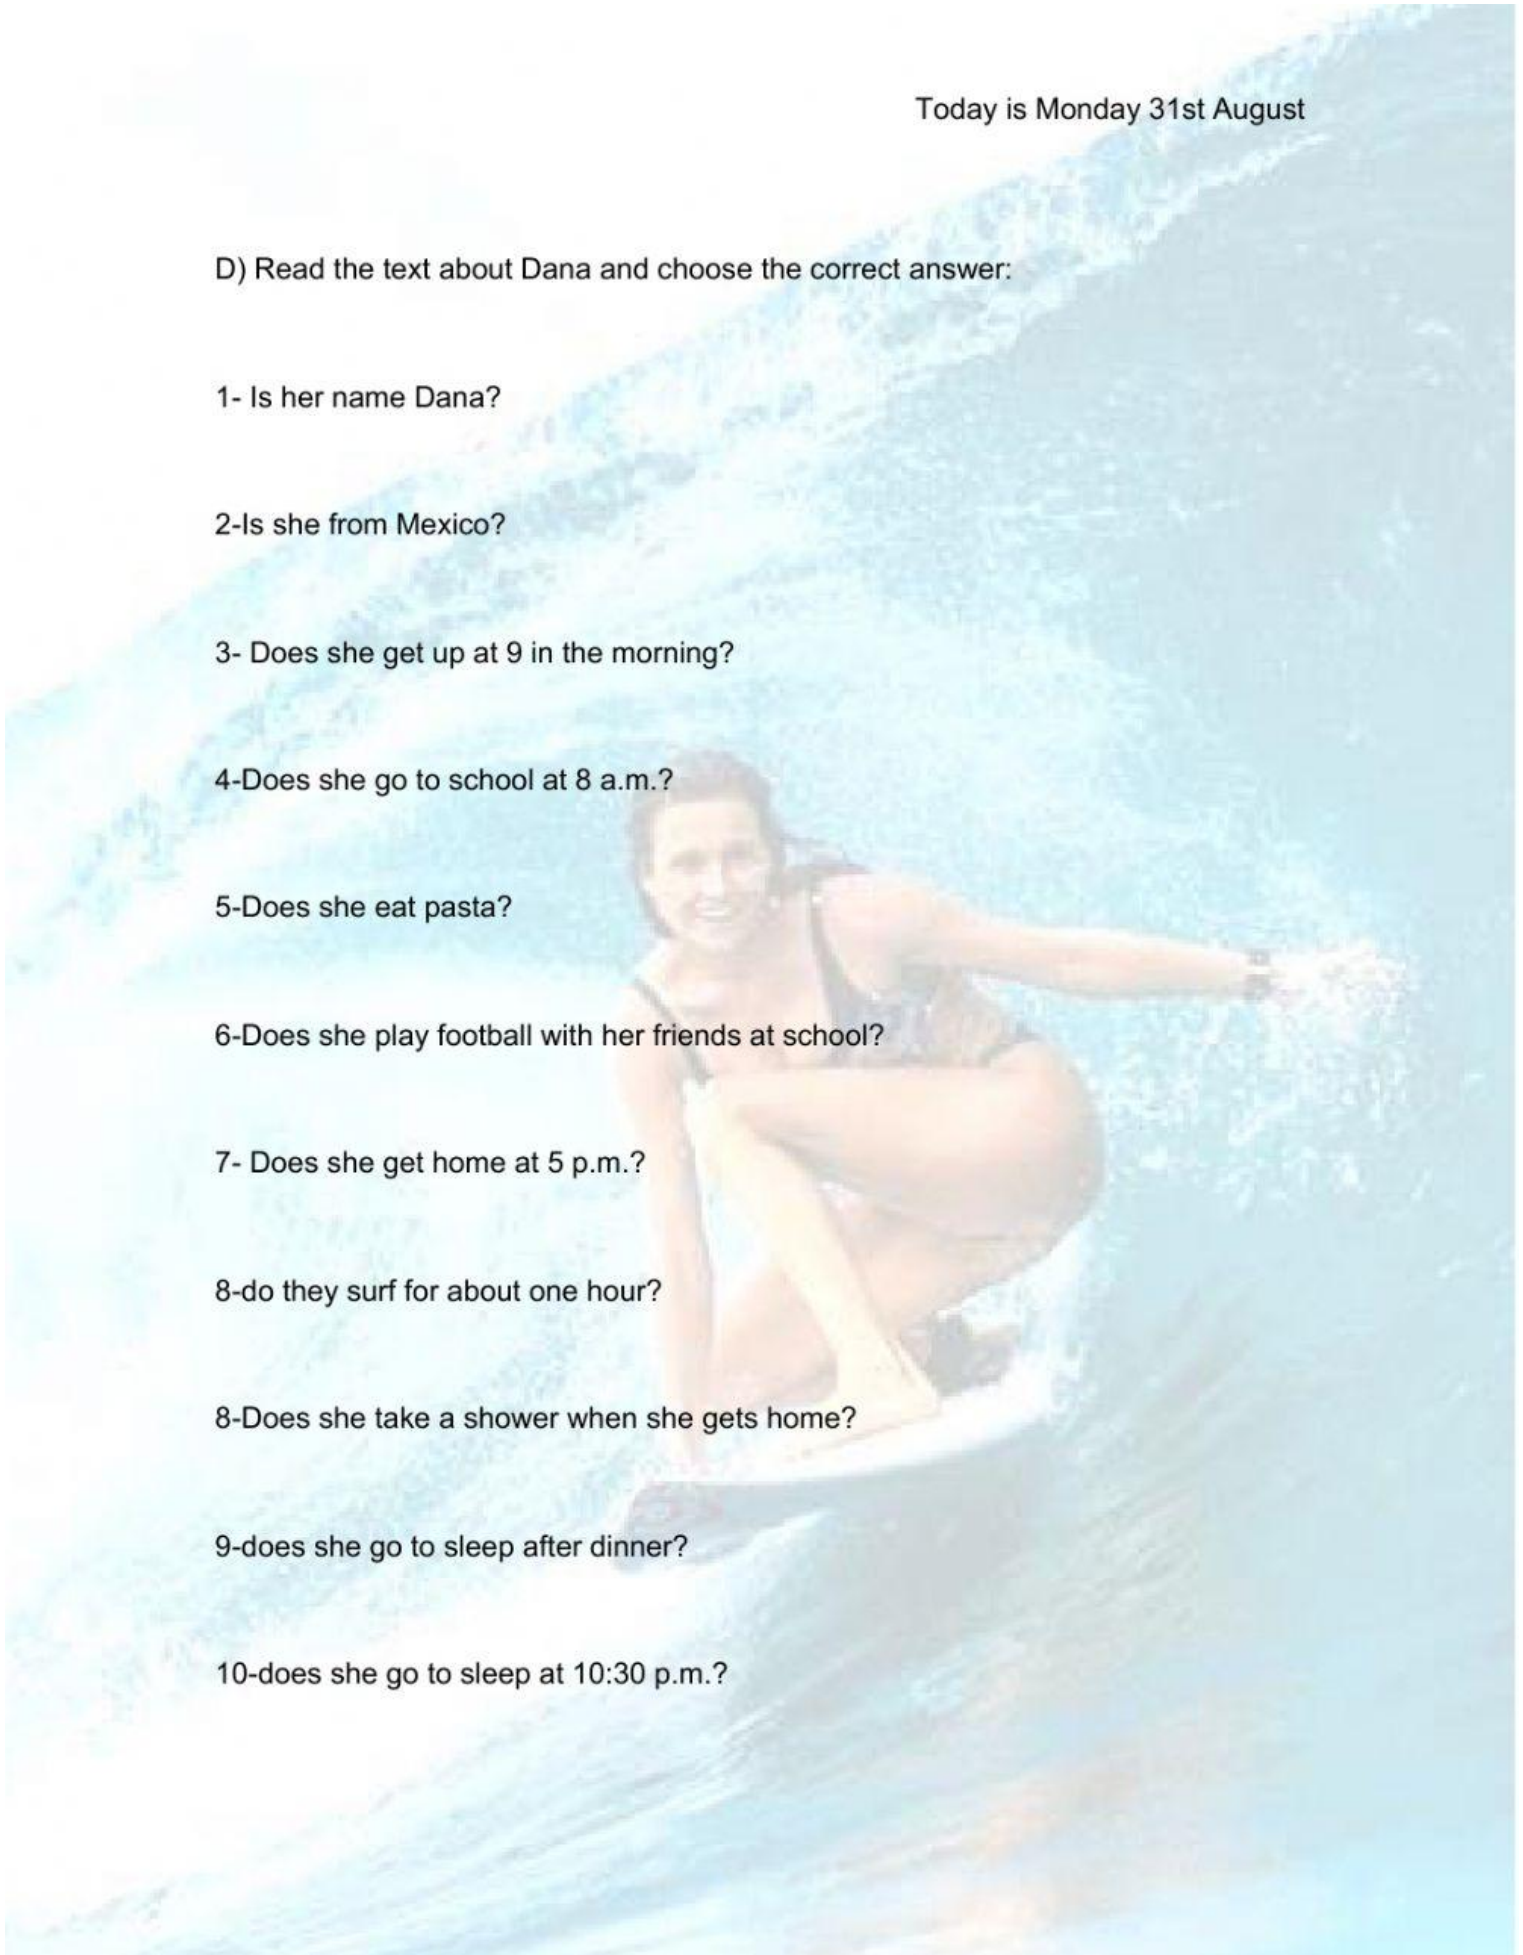 Today is Monday 31st August
D) Read the text about Dana and choose the correct answer:
1- Is her name Dana?
2-Is she from Mexico?
3- Does she get up at 9 in the morning?
4-Does she go to school at 8 a.m.?
5-Does she eat pasta?
6-Does she play football with her friends at school?
7- Does she get home at 5 p.m.?
8-do they surf for about one hour?
8-Does she take a shower when she gets home?
9-does she go to sleep after dinner?
10-does she go to sleep at 10:30 p.m.?